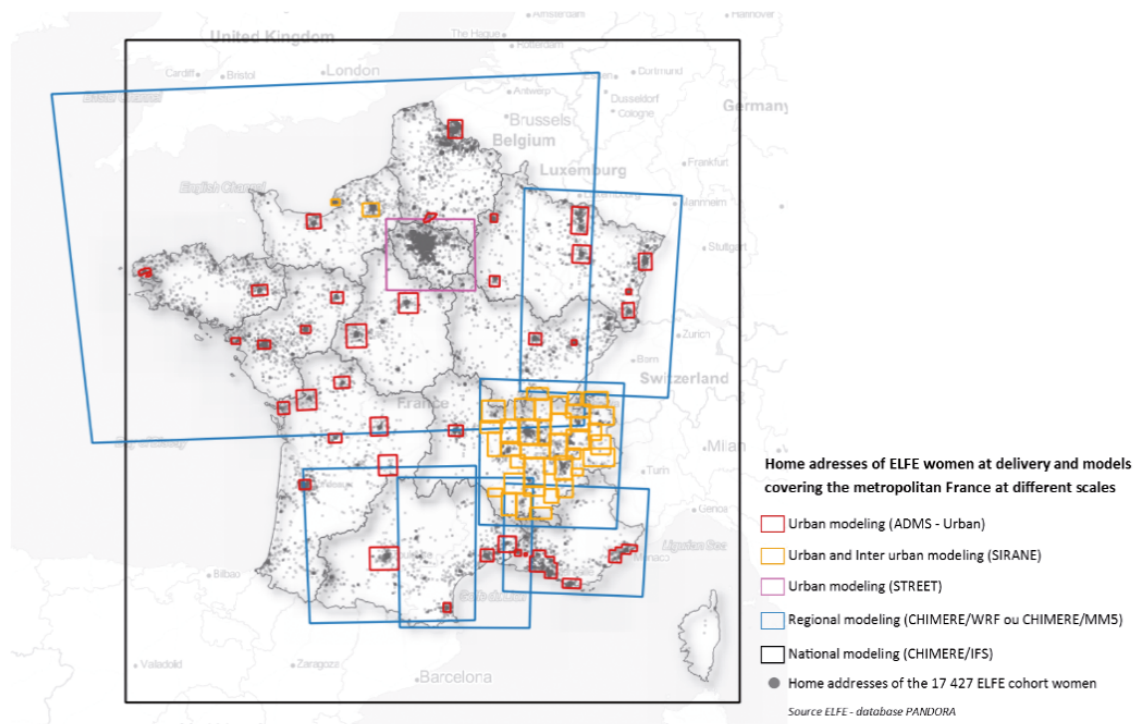 Amsterdam
Hannover
United Kingdom
The Hague
Rotterdam
Cardiff
Bristol
London
Essen
Dortmund
Antwerp
Dusseldorf
Cologne
Germany
Brussels
Belgium
Frankfurt
Luxemburg
English Channel
Mannheim
Stuttgart
Zurich
Bern
Switzerland
France
Milan
Turin
Genoa
Monaco
Ligurian Sea
Bilbao
Valladolid
Zaragoza
Barcelona
Home adresses of ELFE women at delivery and models
covering the metropolitan France at different scales
Urban modeling (ADMS - Urban)
Urban and Inter urban modeling (SIRANE)
Urban modeling (STREET)
Regional modeling (CHIMERE/WRF ou CHIMERE/MM5)
National modeling (CHIMERE/IFS)
Home addresses of the 17 427 ELFE cohort women
Source ELFE - database PANDORA